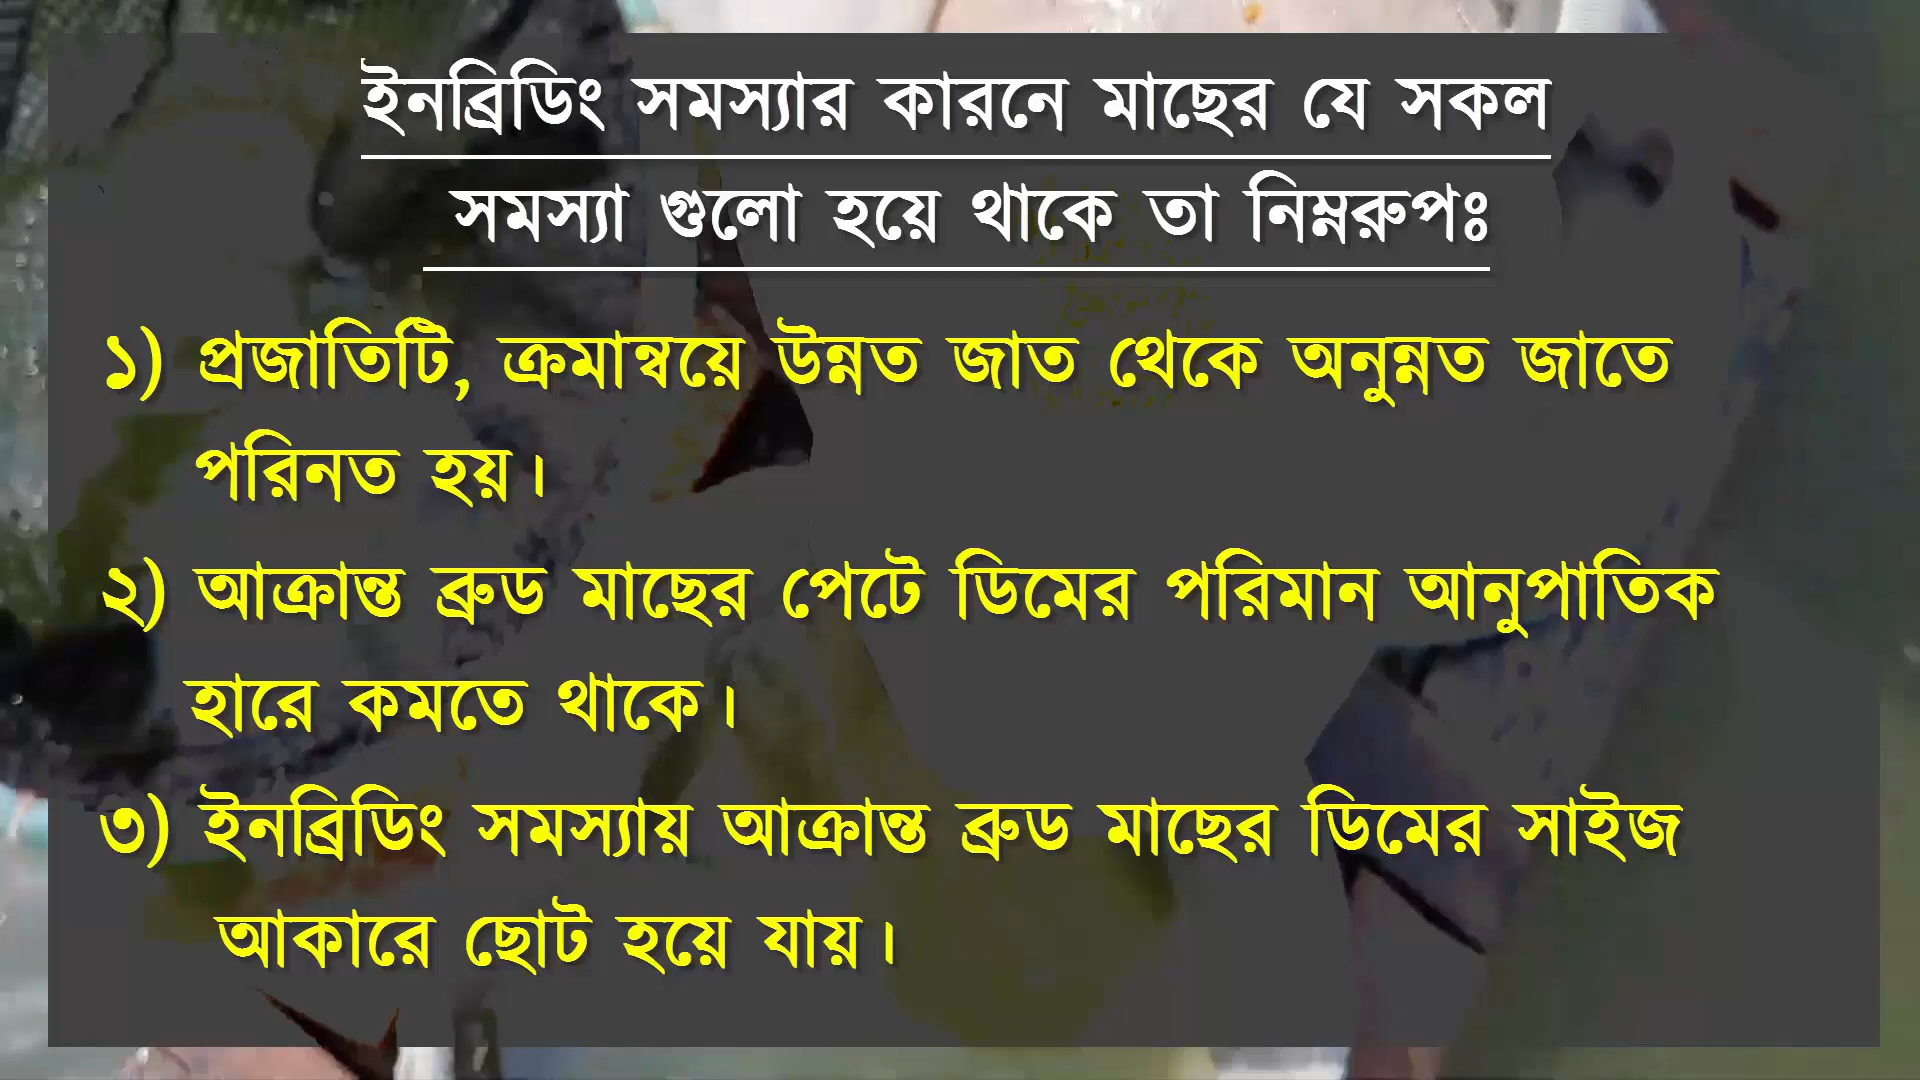 ইনব্রিডিং সমস্যার কারনে মাছের যে সকল
সমস্যা গুলো হয়ে থাকে তা নিম্নরুপঃ
১) প্রজাতিটি, ক্রমান্বয়ে উন্নত জাত থেকে অনুন্নত জাতে
পরিনত হয়।
২) আক্রান্ত ব্রুড মাছের পেটে ডিমের পরিমান আনুপাতিক
হারে কমতে থাকে।
৩) ইনব্রিডিং সমস্যায় আক্রান্ত ব্রুড মাছের ডিমের সাইজ
আকারে ছোট হয়ে যায়।